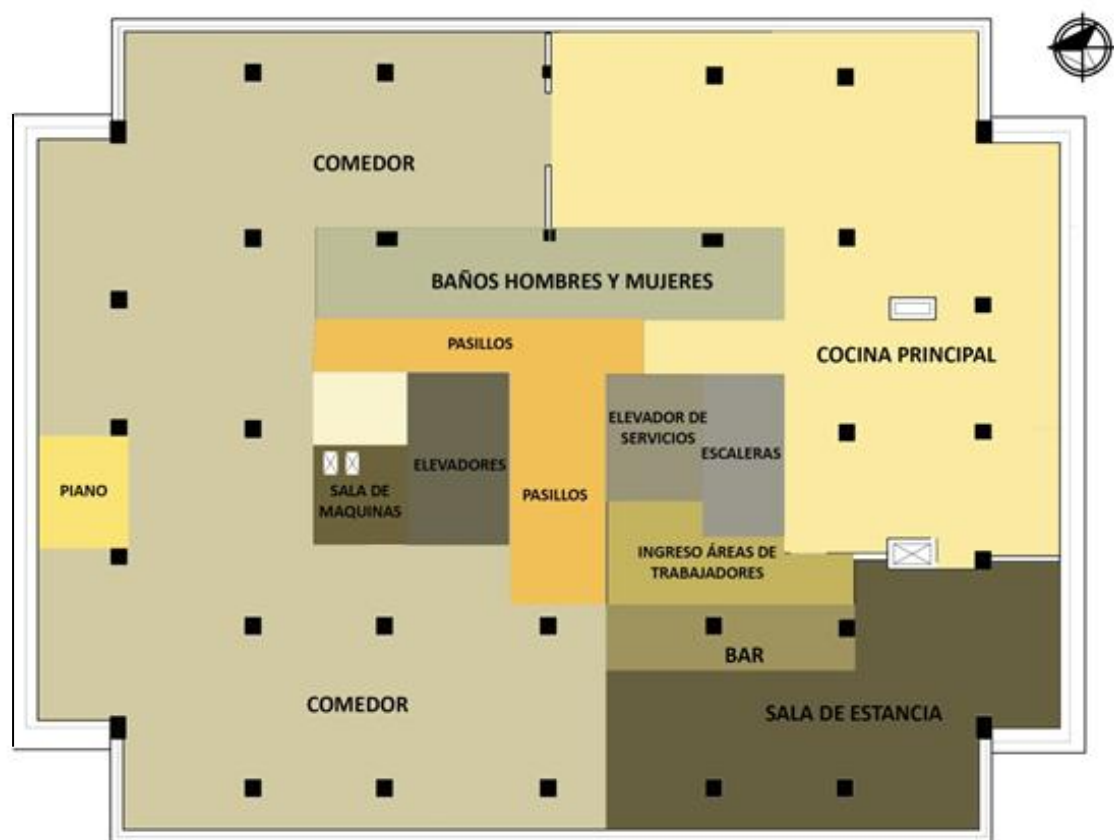 COMEDOR
BAÑOS HOMBRES Y MUJERES
PASILLOS
COCINA PRINCIPAL
ELEVADOR DE
SERVICIOS
ESCALERAS
ELEVADORES
PIANO
SALA DE
MAQUINAS
PASILLOS
INGRESO ÁREAS DE
TRABAJADORES
BAR
COMEDOR
SALA DE ESTANCIA